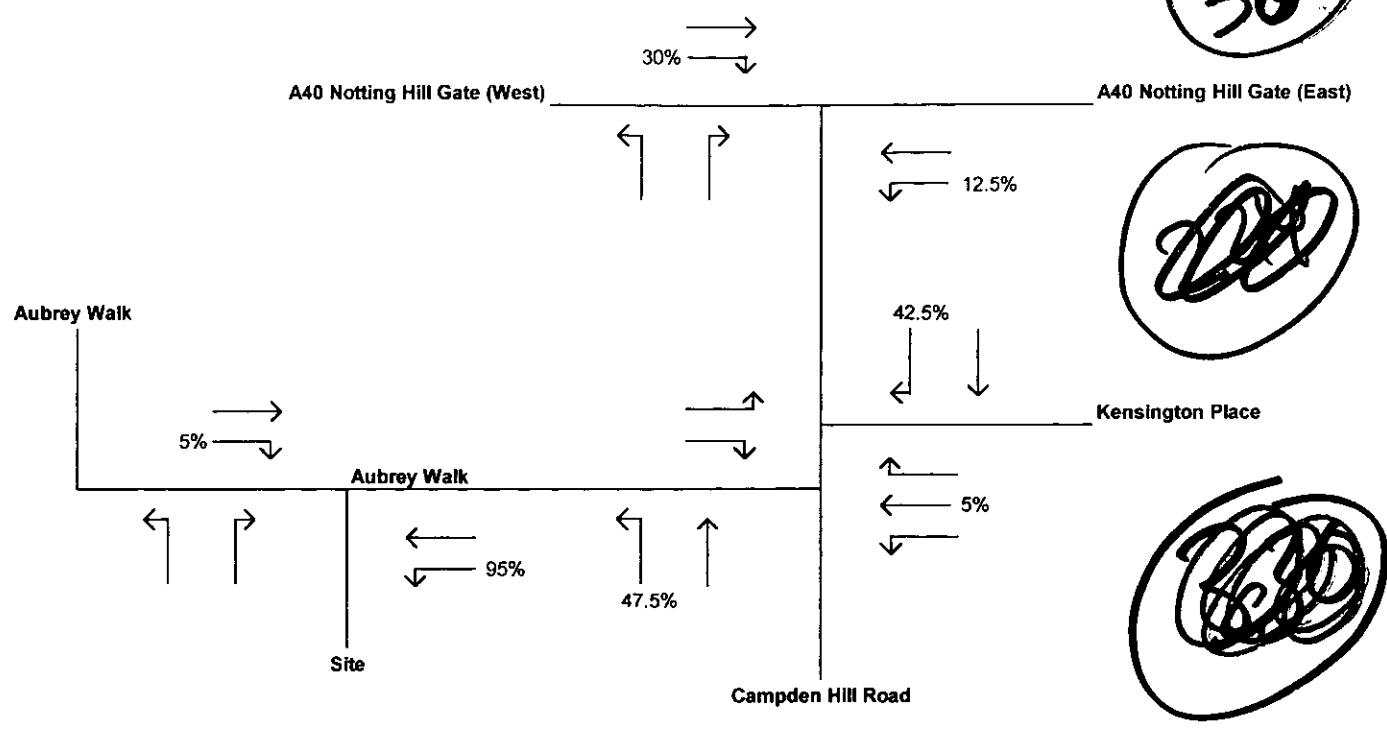 30%
A40 Notting Hill Gate (West)
A40 Notting Hill Gate (East)
12.5%
Aubrey Walk
42.5%
Kensington Place
5%
Aubrey Walk
5%
95%
47.5%
Site
Campden Hill Road